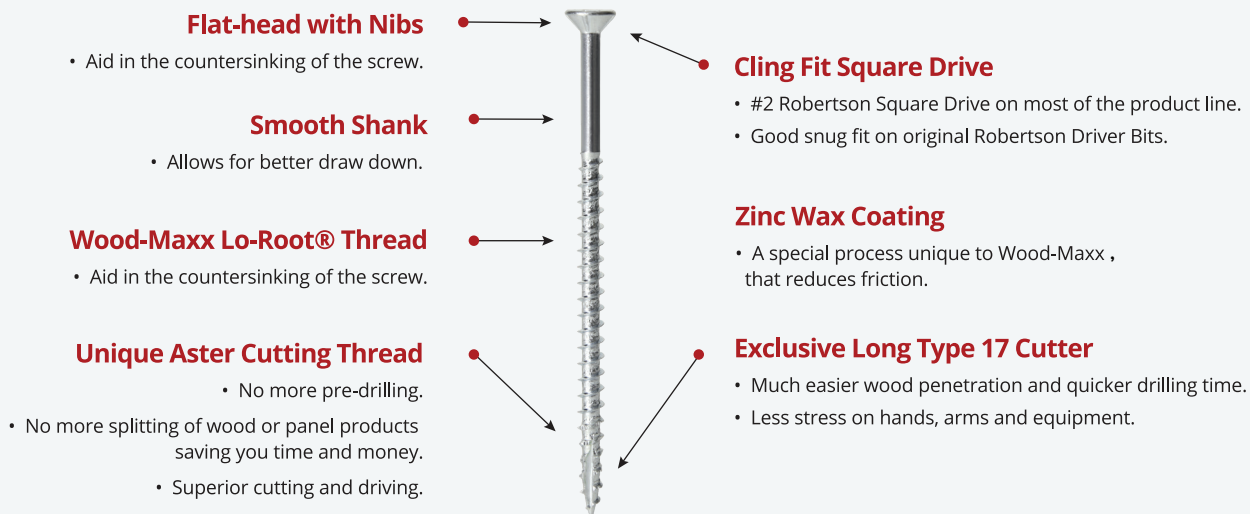 Flat-head with Nibs
• Aid in the countersinking of the screw.
Smooth Shank
• Allows for better draw down.
Wood-Maxx Lo-Root® Thread
• Aid in the countersinking of the screw.
Unique Aster Cutting Thread
• No more pre-drilling.
• No more splitting of wood or panel products
saving you time and money.
• Superior cutting and driving.
Cling Fit Square Drive
• #2 Robertson Square Drive on most of the product line.
• Good snug fit on original Robertson Driver Bits.
Zinc Wax Coating
• A special process unique to Wood-Maxx ,
that reduces friction.
Exclusive Long Type 17 Cutter
• Much easier wood penetration and quicker drilling time.
• Less stress on hands, arms and equipment.